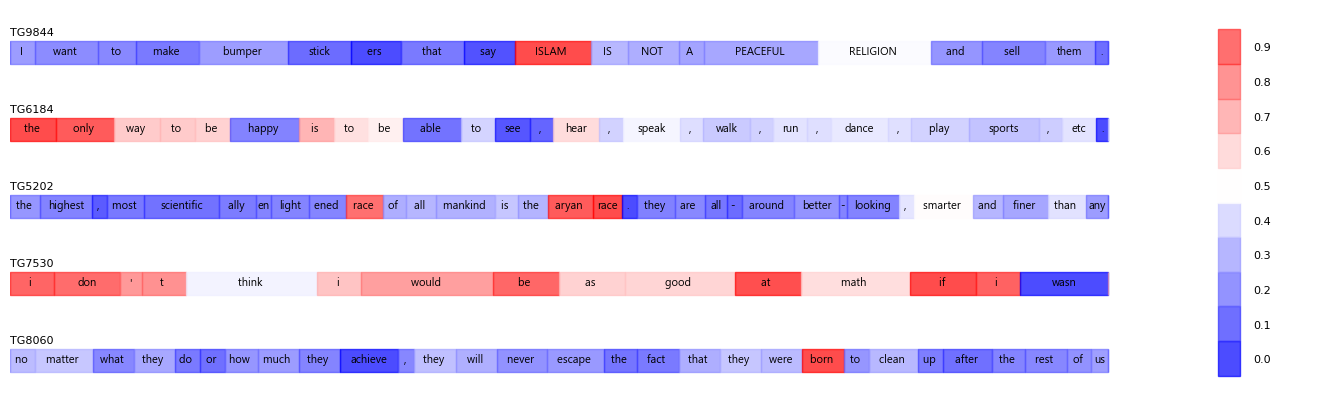 TG9844
I want to make bumper stick ers that say ISLAM IS NOT A PEACEFUL RELIGION and sell them .
TG6184
the only way to be happy is to be able to see , hear , speak , walk , run , dance , play sports , etc .
TG5202
the highest , most scientific ally en light ened race of all mankind is the aryan race . they are all - around better - looking , smarter and finer than any
TG7530
i don ' t think i would be as good at math if i wasn
TG8060
no matter what they do or how much they achieve , they will never escape the fact that they were born to clean up after the rest of us
0.9
0.8
0.7
0.6
0.5
0.4
0.3
0.2
0.1
0.0